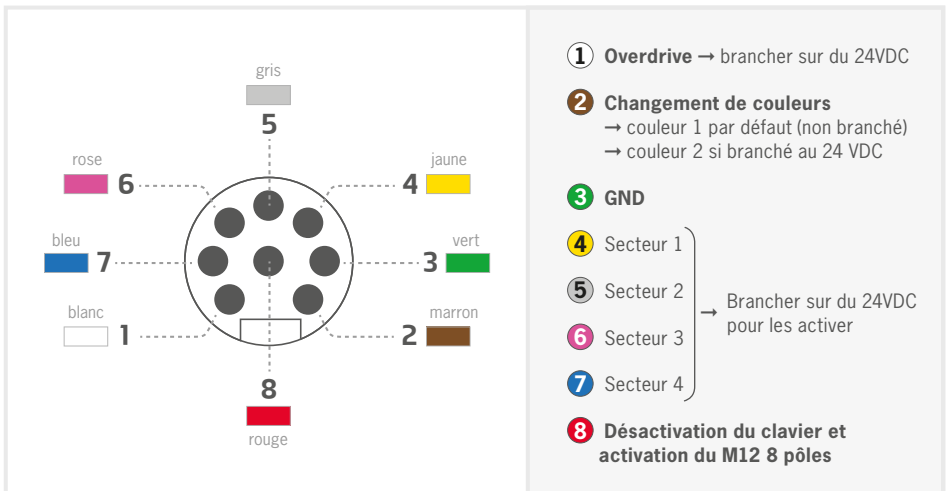 gris
5
rose
6
jaune
4
bleu
7
vert
3
blanc
1
marron
2
8
rouge
1 Overdrive → brancher sur du 24VDC
2 Changement de couleurs
→ couleur 1 par défaut (non branché)
→ couleur 2 si branché au 24 VDC
3 GND
4 Secteur 1
5 Secteur 2
6 Secteur 3
7 Secteur 4
→ Brancher sur du 24VDC
pour les activer
8 Désactivation du clavier et
activation du M12 8 pôles